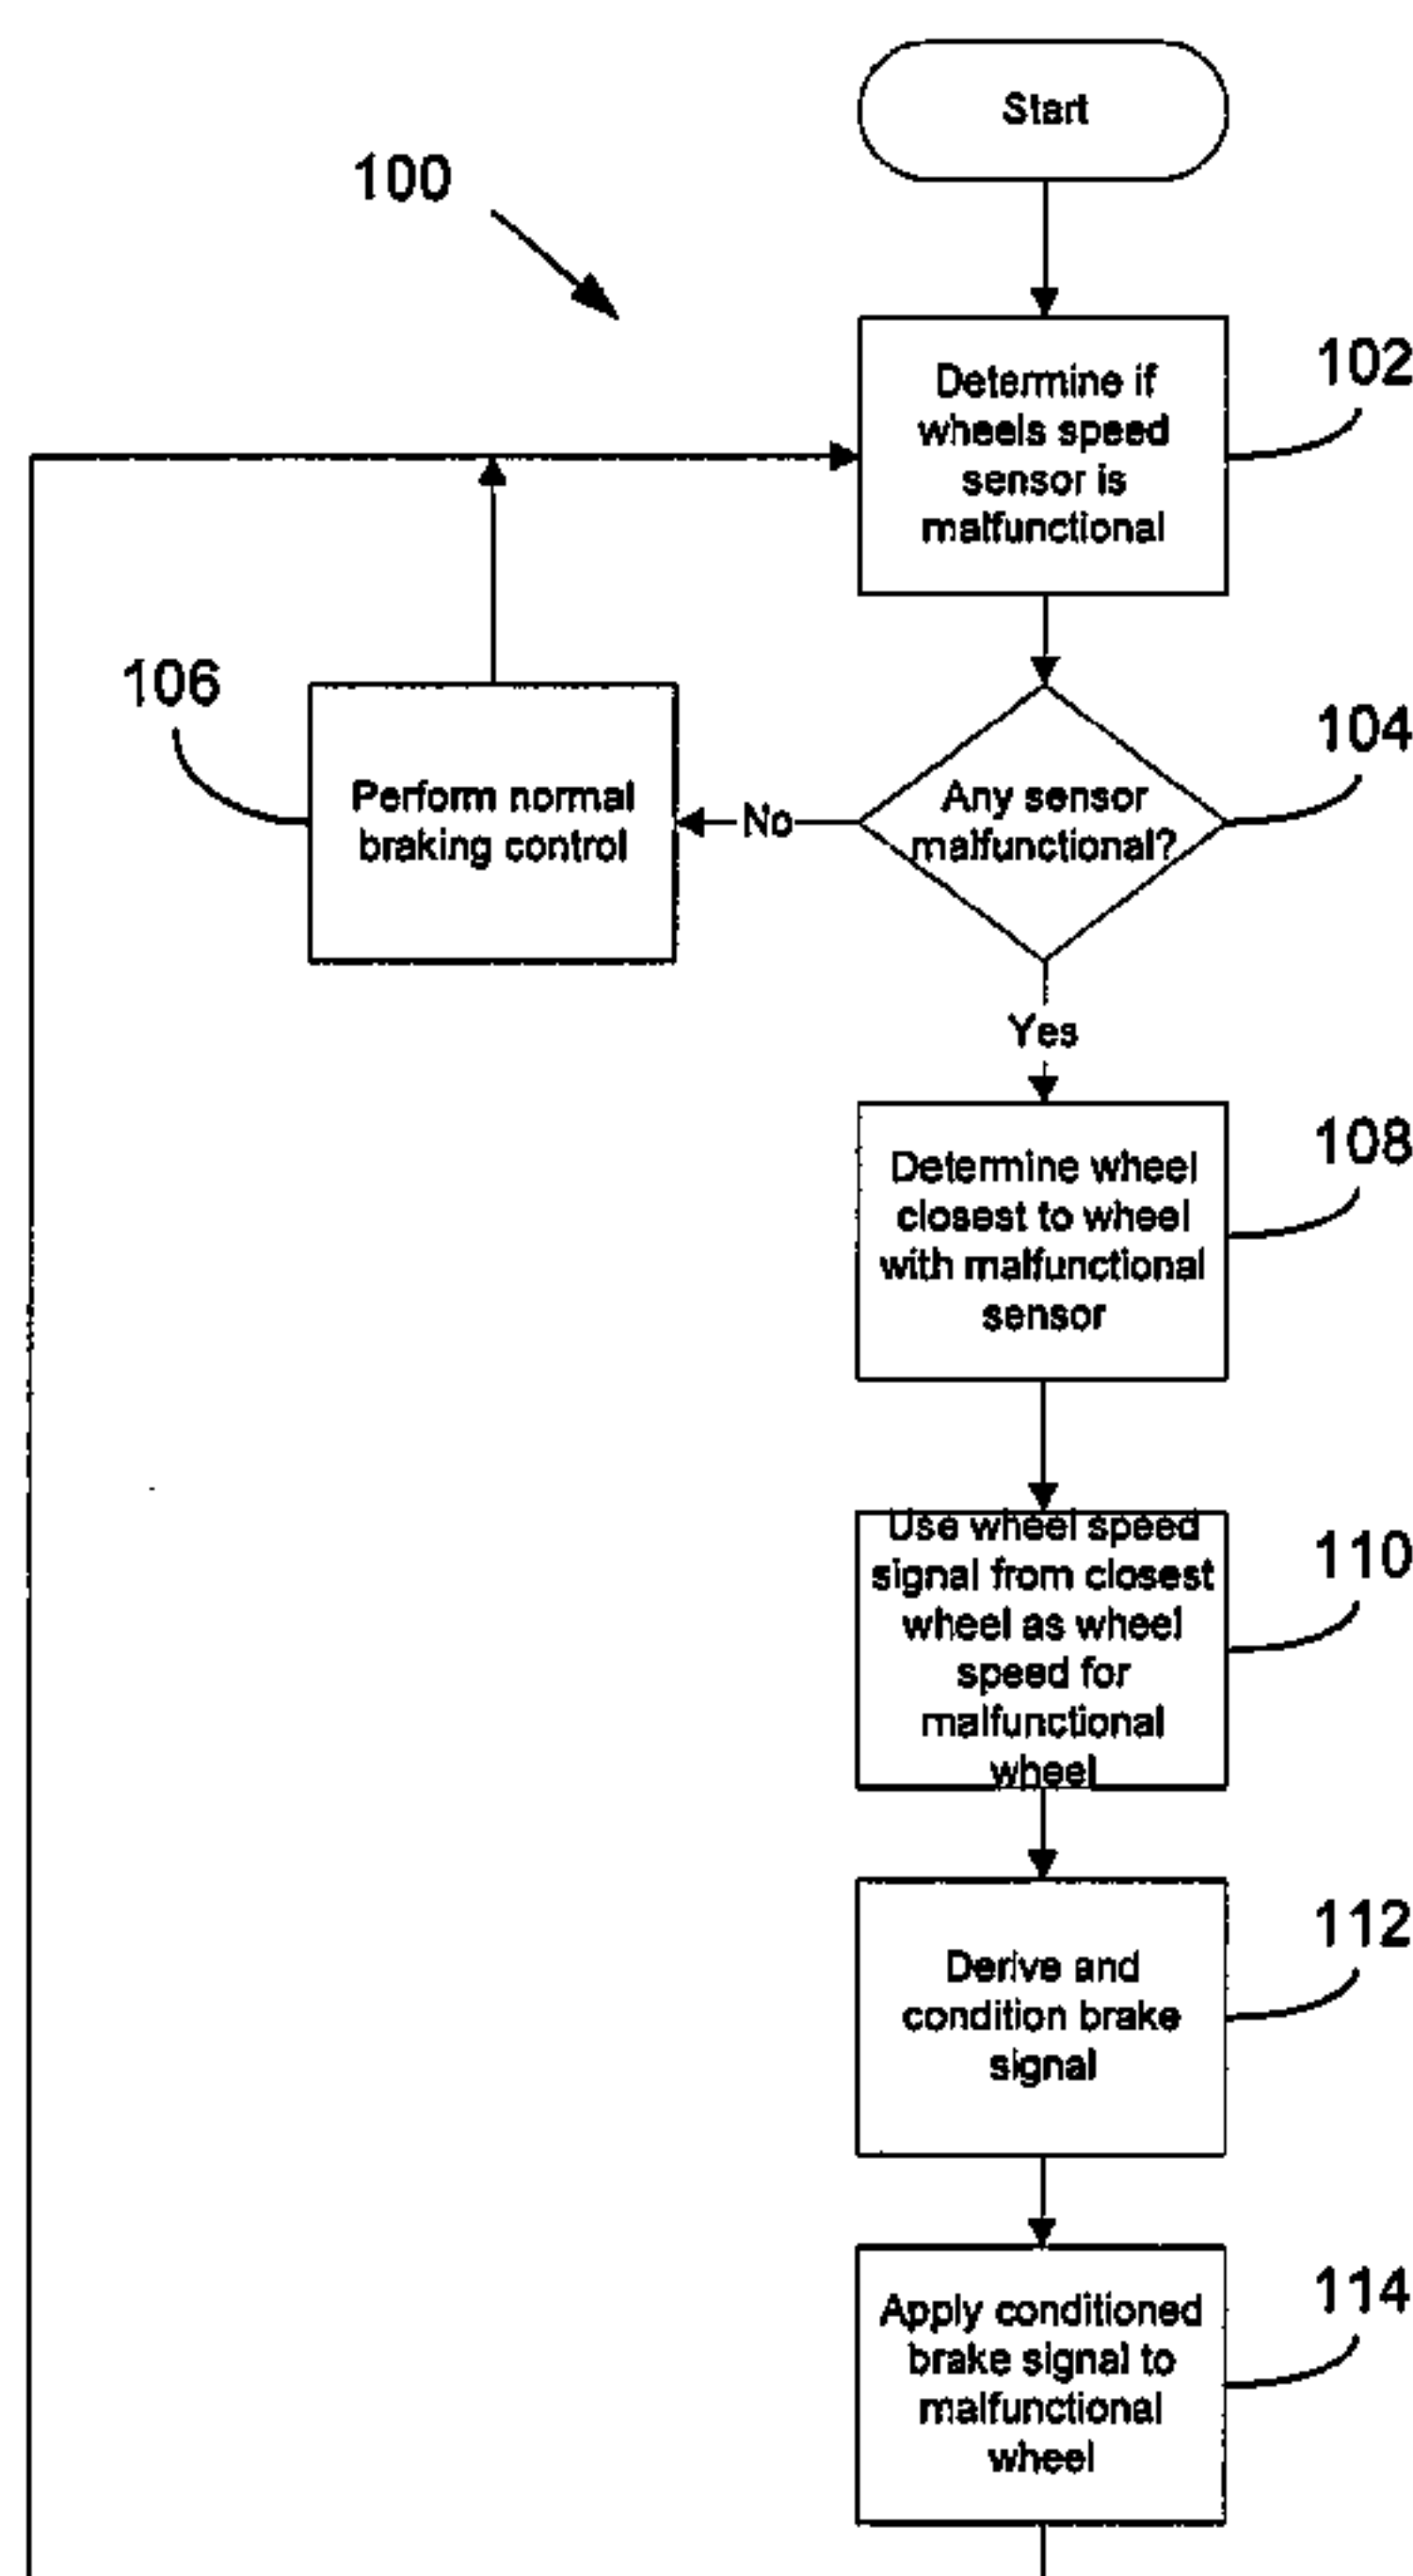 Start
100
Determine if
wheels speed
sensor is
malfunctional
102
106
Perform normal
braking control
No
Any sensor
malfunctional?
104
Yes
Determine wheel
closest to wheel
with malfunctional
sensor
108
Use wheel speed
signal from closest
wheel as wheel
speed for
malfunctional
wheel
110
Derive and
condition brake
signal
112
Apply conditioned
brake signal to
malfunctional
wheel
114